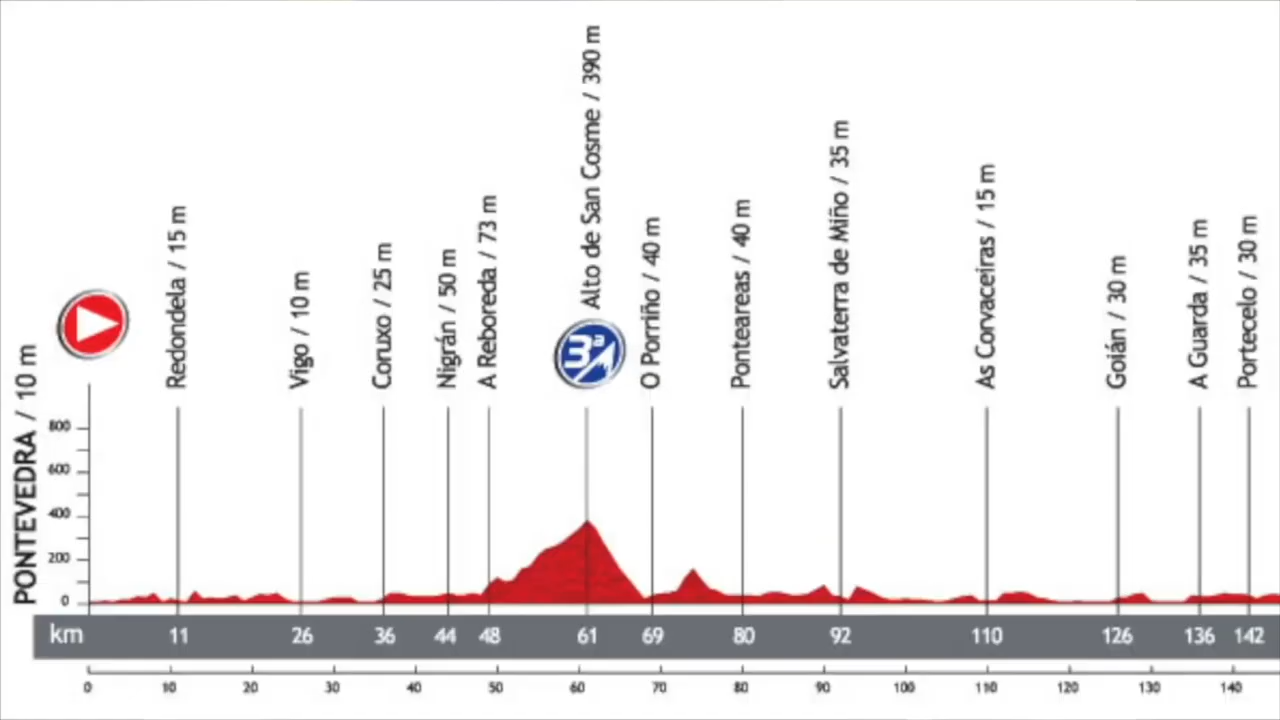 PONTEVEDRA / 10 m
Redondela / 15 m
Vigo / 10 m
Coruxo / 25 m
Nigrán / 50 m
A Reboreda / 73 m
Alto de San Cosme / 390 m
3ª
O Porriño / 40 m
Ponteareas / 40 m
Salvaterra de Miño / 35 m
As Corvaceiras / 15 m
Goián / 30 m
A Guarda / 35 m
Portecelo / 30 m
800
600
400
200
0
km 11 26 36 44 48 61 69 80 92 110 126 136 142
0 10 20 30 40 50 60 70 80 90 100 110 120 130 140